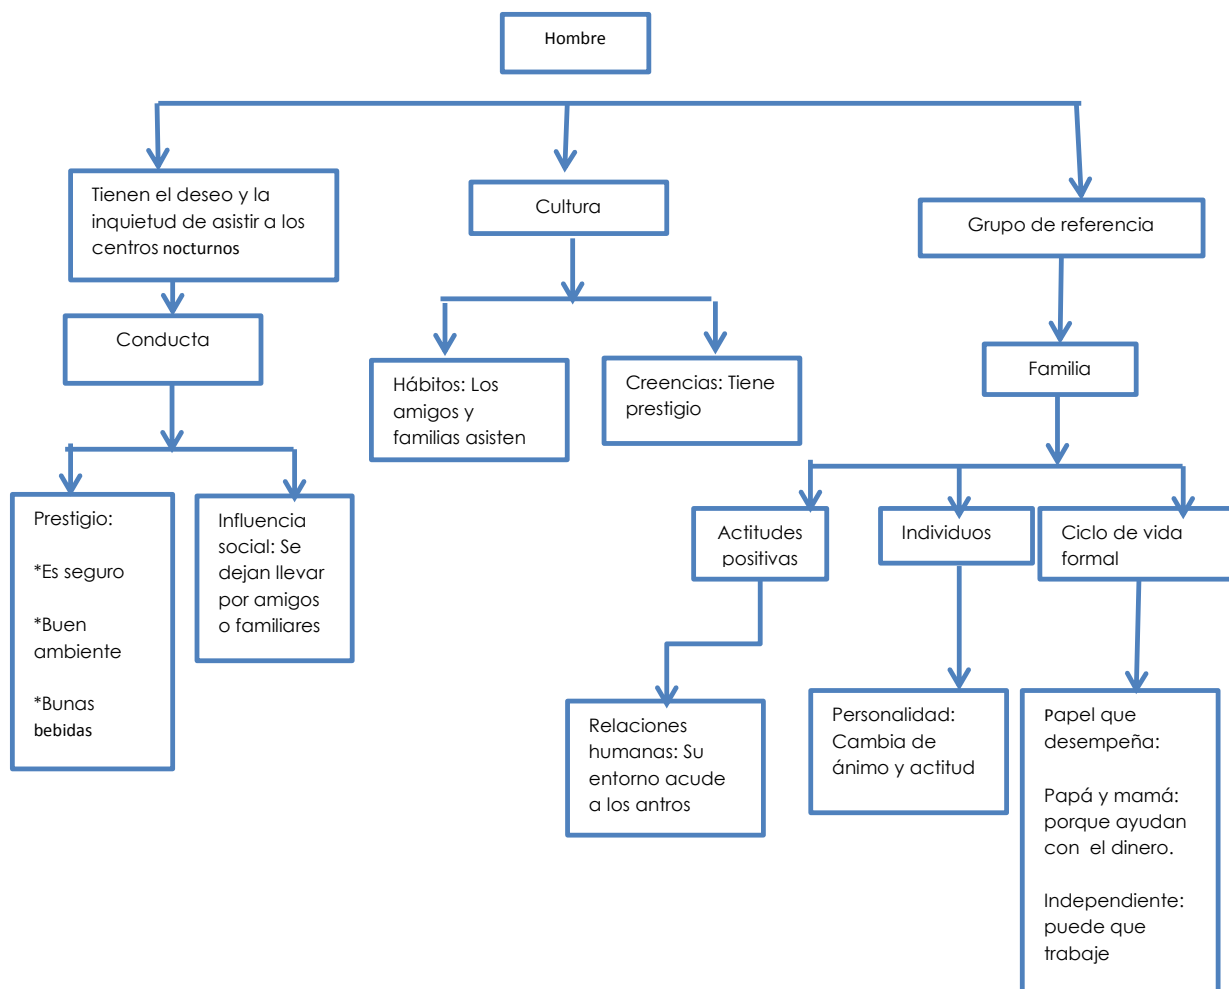 Hombre
Tienen el deseo y la
inquietud de asistir a los
centros nocturnos
Cultura
Grupo de referencia
Conducta
Hábitos: Los
amigos y
familias asisten
Creencias: Tiene
prestigio
Familia
Prestigio:
*Es seguro
*Buen
ambiente
*Bunas
bebidas
Influencia
social: Se
dejan llevar
por amigos
o familiares
Actitudes
positivas
Individuos
Ciclo de vida
formal
Relaciones
humanas: Su
entorno acude
a los antros
Personalidad:
Cambia de
ánimo y actitud
Papel que
desempeña:
Papá y mamá:
porque ayudan
con el dinero.
Independiente:
puede que
trabaje